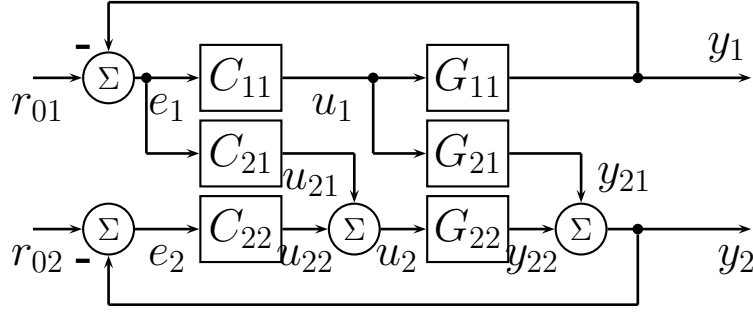 -
Σ C₁₁ G₁₁ y₁
r₀₁ e₁ u₁
C₂₁ G₂₁
u₂₁ y₂₁
Σ C₂₂ Σ G₂₂ Σ
r₀₂ - e₂ u₂₂ u₂ y₂₂ y₂